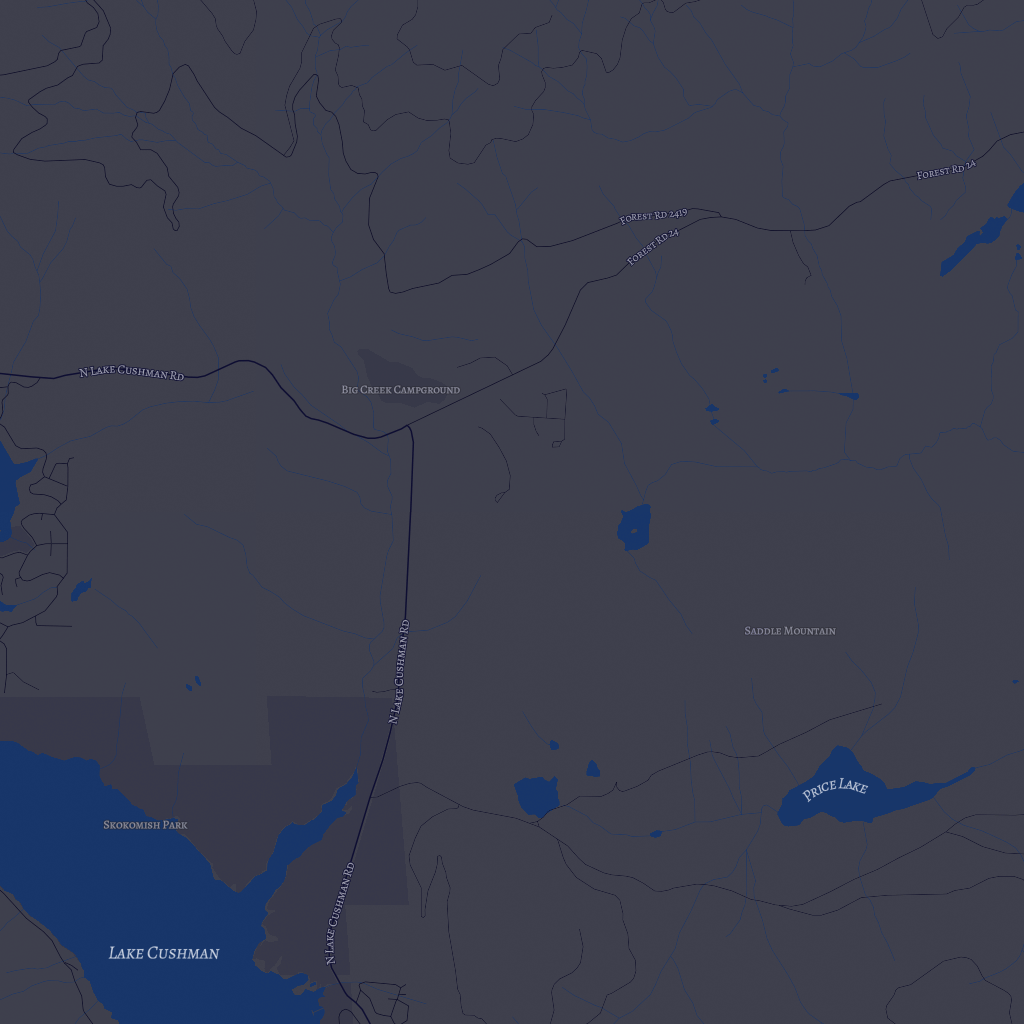 Forest Rd 24
Forest Rd 2419
Forest Rd 24
N Lake Cushman Rd
Big Creek Campground
Saddle Mountain
N Lake Cushman Rd
Price Lake
Skokomish Park
N Lake Cushman Rd
Lake Cushman